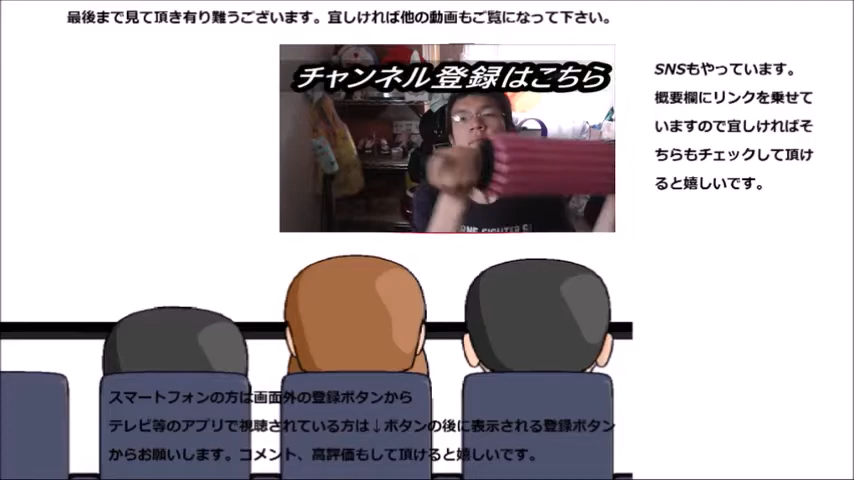 最後まで見て頂き有り難うございます。宜しければ他の動画もご覧になって下さい。
チャンネル登録はこちら
SNSもやっています。
概要欄にリンクを乗せて
いますので宜しければそ
ちらもチェックして頂け
ると嬉しいです。
スマートフォンの方は画面外の登録ボタンから
テレビ等のアプリで視聴されている方は↓ボタンの後に表示される登録ボタン
からお願いします。コメント、高評価もして頂けると嬉しいです。